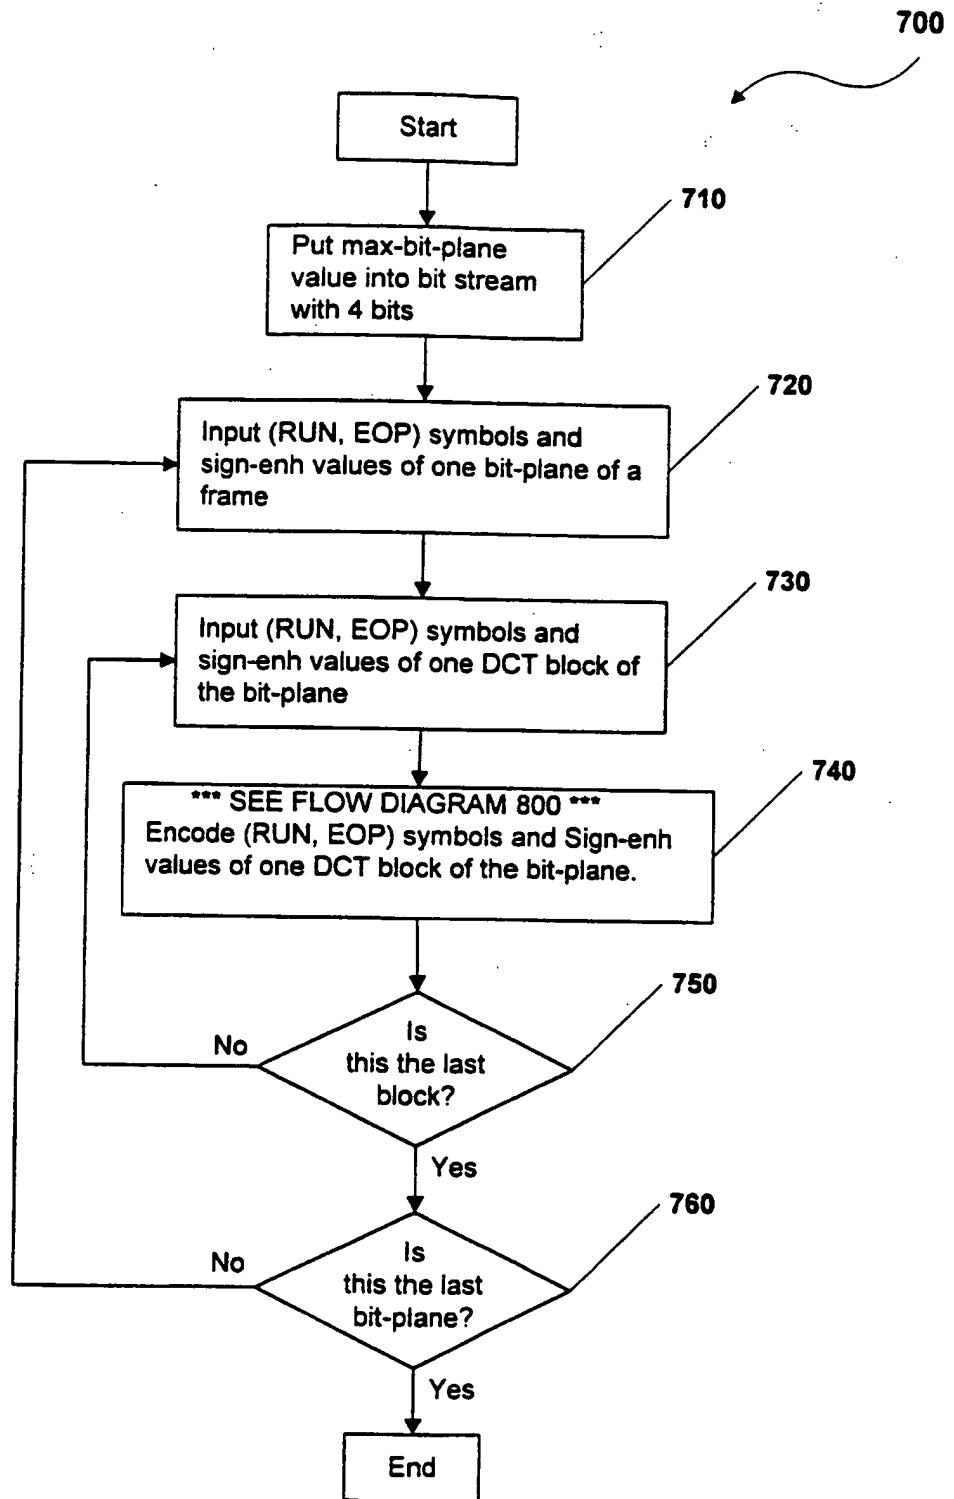 700
Start
710
Put max-bit-plane
value into bit stream
with 4 bits
720
Input (RUN, EOP) symbols and
sign-enh values of one bit-plane of a
frame
730
Input (RUN, EOP) symbols and
sign-enh values of one DCT block of
the bit-plane
740
*** SEE FLOW DIAGRAM 800 ***
Encode (RUN, EOP) symbols and Sign-enh
values of one DCT block of the bit-plane.
750
Is
this the last
block?
No
Yes
760
Is
this the last
bit-plane?
No
Yes
End